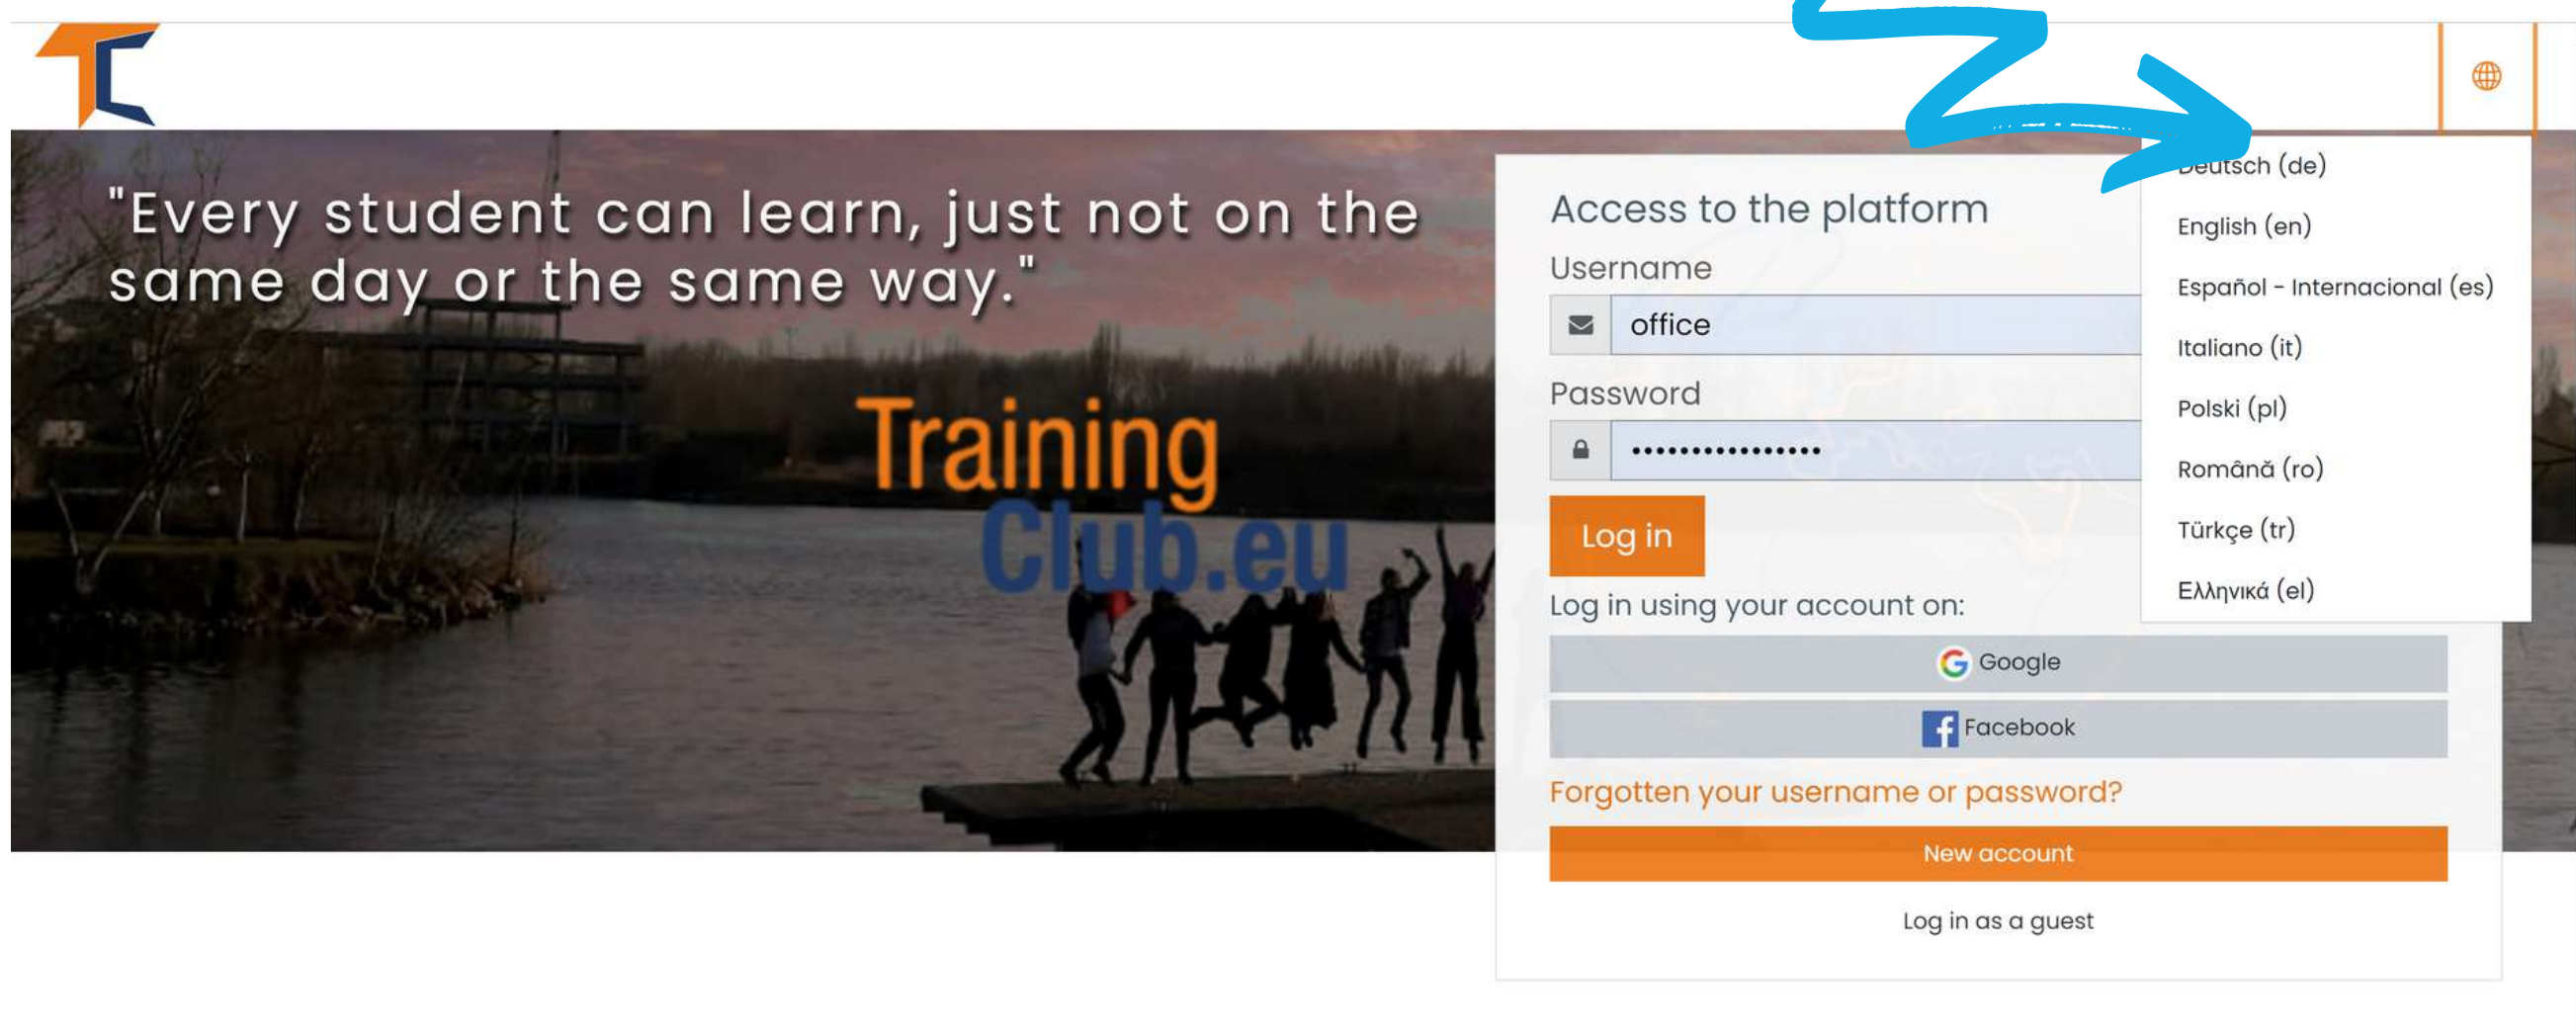 TC
"Every student can learn, just not on the
same day or the same way."
Training
Club.eu
Access to the platform
Username
office
Password
••••••••••••••••
Log in
Log in using your account on:
Google
Facebook
Forgotten your username or password?
New account
Log in as a guest
Deutsch (de)
English (en)
Español - Internacional (es)
Italiano (it)
Polski (pl)
Română (ro)
Türkçe (tr)
Ελληνικά (el)